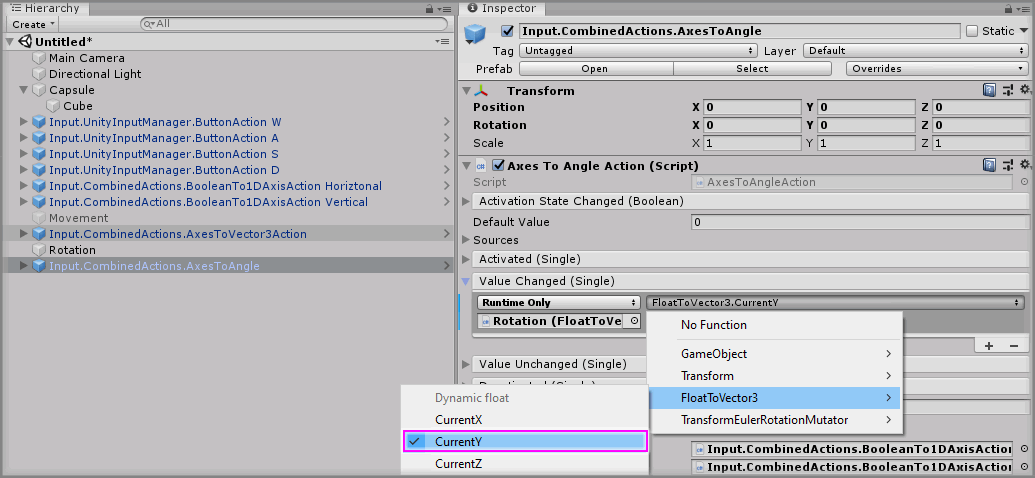 Hierarchy
Create
All
Untitled*
Main Camera
Directional Light
Capsule
Cube
Input.UnityInputManager.ButtonAction W
Input.UnityInputManager.ButtonAction A
Input.UnityInputManager.ButtonAction S
Input.UnityInputManager.ButtonAction D
Input.CombinedActions.BooleanTo1DAxisAction Horiztonal
Input.CombinedActions.BooleanTo1DAxisAction Vertical
Movement
Input.CombinedActions.AxesToVector3Action
Rotation
Input.CombinedActions.AxesToAngle
Inspector
Input.CombinedActions.AxesToAngle Static
Tag Untagged Layer Default
Prefab Open Select Overrides
Transform
Position X 0 Y 0 Z 0
Rotation X 0 Y 0 Z 0
Scale X 1 Y 1 Z 1
Axes To Angle Action (Script)
Script AxesToAngleAction
Activation State Changed (Boolean)
Default Value 0
Sources
Activated (Single)
Value Changed (Single)
Runtime Only FloatToVector3.CurrentY
Rotation (FloatToVe
No Function
GameObject
Transform
FloatToVector3
TransformEulerRotationMutator
+ −
Value Unchanged (Single)
Dynamic float
CurrentX
CurrentY
CurrentZ
Input.CombinedActions.BooleanTo1DAxisAction
Input.CombinedActions.BooleanTo1DAxisAction